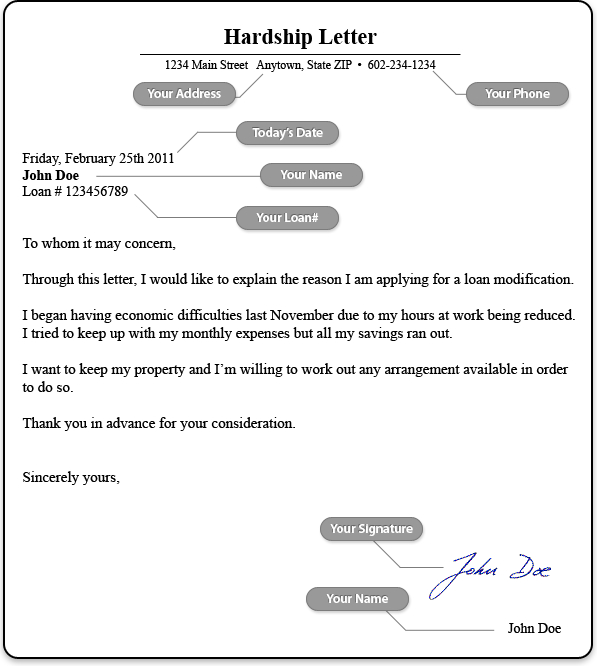 Hardship Letter
1234 Main Street Anytown, State ZIP • 602-234-1234
Your Address
Your Phone
Today's Date
Friday, February 25th 2011
John Doe
Your Name
Loan # 123456789
Your Loan#
To whom it may concern,
Through this letter, I would like to explain the reason I am applying for a loan modification.
I began having economic difficulties last November due to my hours at work being reduced.
I tried to keep up with my monthly expenses but all my savings ran out.
I want to keep my property and I'm willing to work out any arrangement available in order
to do so.
Thank you in advance for your consideration.
Sincerely yours,
Your Signature
John Doe
Your Name
John Doe